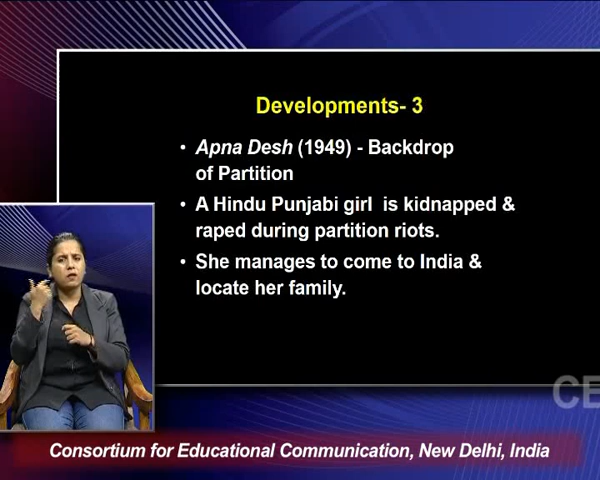 Developments- 3
• Apna Desh (1949) - Backdrop
of Partition
• A Hindu Punjabi girl is kidnapped &
raped during partition riots.
• She manages to come to India &
locate her family.
CE
Consortium for Educational Communication, New Delhi, India